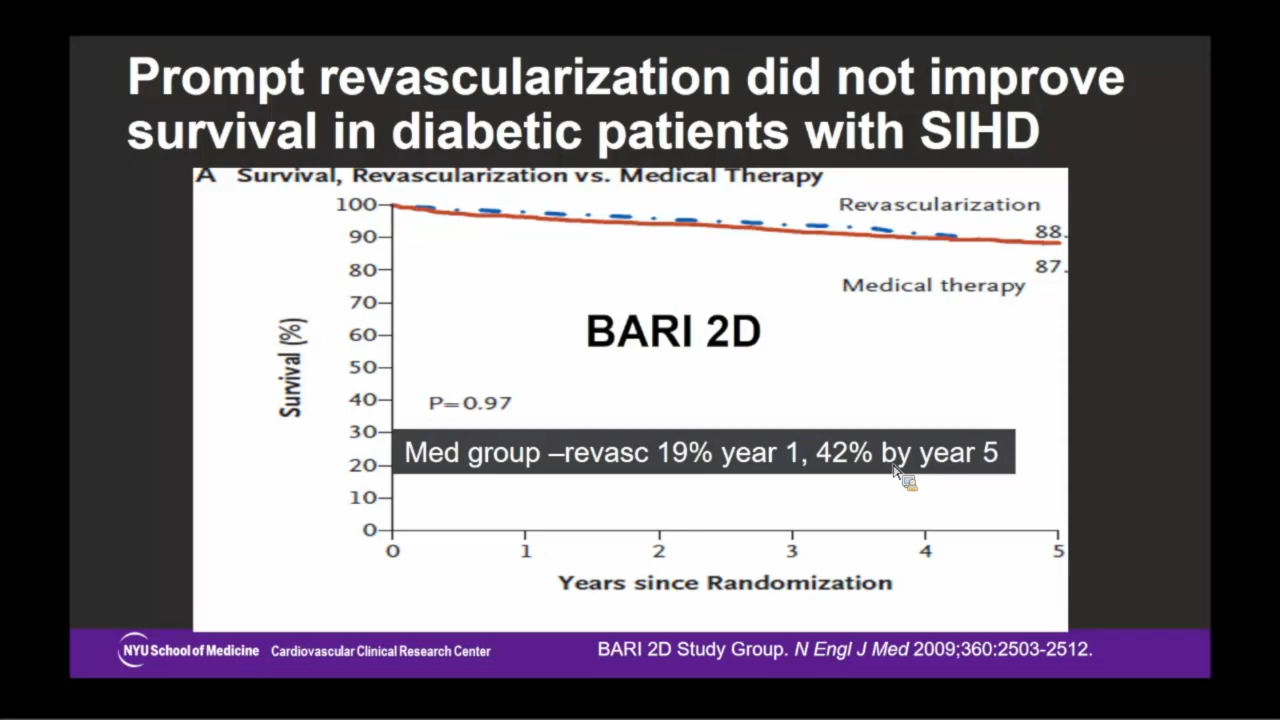 Prompt revascularization did not improve
survival in diabetic patients with SIHD
A Survival, Revascularization vs. Medical Therapy
Revascularization
88.
87.
Medical therapy
100
90
80
70
60
50
40
30
20
10
0
Survival (%)
BARI 2D
P=0.97
Med group –revasc 19% year 1, 42% by year 5
0 1 2 3 4 5
Years since Randomization
NYU School of Medicine Cardiovascular Clinical Research Center
BARI 2D Study Group. N Engl J Med 2009;360:2503-2512.